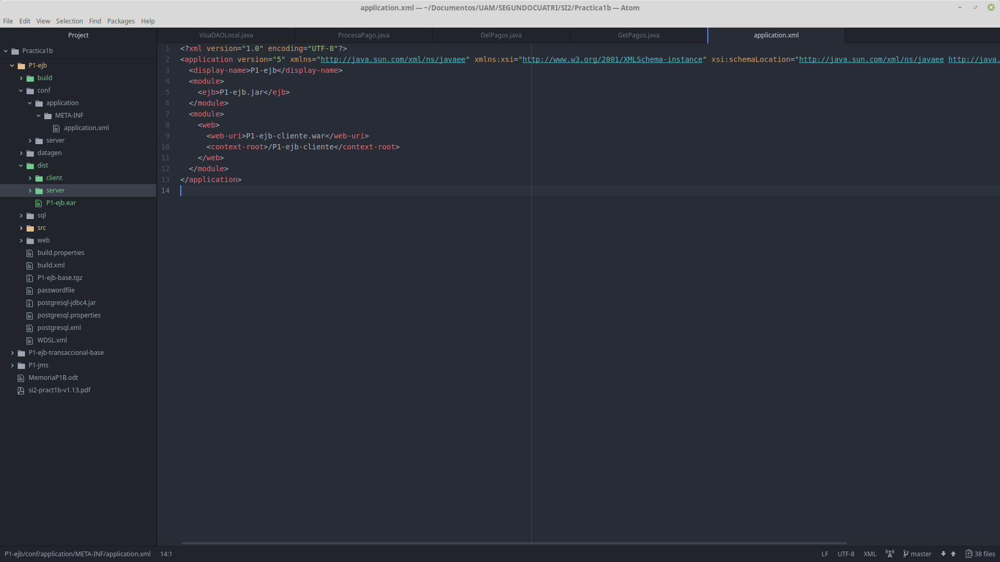 application.xml — ~/Documentos/UAM/SEGUNDOCUATRI/SI2/Practica1b — Atom
File Edit View Selection Find Packages Help
Project
Practica1b
P1-ejb
build
conf
application
META-INF
application.xml
server
datagen
dist
client
server
P1-ejb.ear
sql
src
web
build.properties
build.xml
P1-ejb-base.tgz
passwordfile
postgresql-jdbc4.jar
postgresql.properties
postgresql.xml
WDSL.xml
P1-ejb-transaccional-base
P1-jms
MemoriaP1B.odt
si2-pract1b-v1.13.pdf
VisaDAOLocal.java ProcesaPago.java DelPagos.java GetPagos.java application.xml
1 <?xml version="1.0" encoding="UTF-8"?>
2 <application version="5" xmlns="http://java.sun.com/xml/ns/javaee" xmlns:xsi="http://www.w3.org/2001/XMLSchema-instance" xsi:schemaLocation="http://java.sun.com/xml/ns/javaee http://java.
3 <display-name>P1-ejb</display-name>
4 <module>
5 <ejb>P1-ejb.jar</ejb>
6 </module>
7 <module>
8 <web>
9 <web-uri>P1-ejb-cliente.war</web-uri>
10 <context-root>/P1-ejb-cliente</context-root>
11 </web>
12 </module>
13 </application>
14
P1-ejb/conf/application/META-INF/application.xml 14:1 LF UTF-8 XML master 38 files